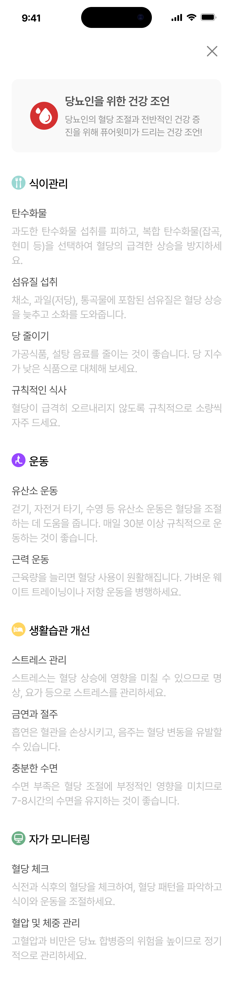 9:41
당뇨인을 위한 건강 조언
당뇨인의 혈당 조절과 전반적인 건강 증
진을 위해 퓨어윗미가 드리는 건강 조언!
식이관리
탄수화물
과도한 탄수화물 섭취를 피하고, 복합 탄수화물(잡곡,
현미 등)을 선택하여 혈당의 급격한 상승을 방지하세
요.
섬유질 섭취
채소, 과일(저당), 통곡물에 포함된 섬유질은 혈당 상승
을 늦추고 소화를 도와줍니다.
당 줄이기
가공식품, 설탕 음료를 줄이는 것이 좋습니다. 당 지수
가 낮은 식품으로 대체해 보세요.
규칙적인 식사
혈당이 급격히 오르내리지 않도록 규칙적으로 소량씩
자주 드세요.
운동
유산소 운동
걷기, 자전거 타기, 수영 등 유산소 운동은 혈당을 조절
하는 데 도움을 줍니다. 매일 30분 이상 규칙적으로 운
동하는 것이 좋습니다.
근력 운동
근육량을 늘리면 혈당 사용이 원활해집니다. 가벼운 웨
이트 트레이닝이나 저항 운동을 병행하세요.
생활습관 개선
스트레스 관리
스트레스는 혈당 상승에 영향을 미칠 수 있으므로 명
상, 요가 등으로 스트레스를 관리하세요.
금연과 절주
흡연은 혈관을 손상시키고, 음주는 혈당 변동을 유발할
수 있습니다.
충분한 수면
수면 부족은 혈당 조절에 부정적인 영향을 미치므로
7-8시간의 수면을 유지하는 것이 좋습니다.
자가 모니터링
혈당 체크
식전과 식후의 혈당을 체크하여, 혈당 패턴을 파악하고
식이와 운동을 조절하세요.
혈압 및 체중 관리
고혈압과 비만은 당뇨 합병증의 위험을 높이므로 정기
적으로 관리하세요.